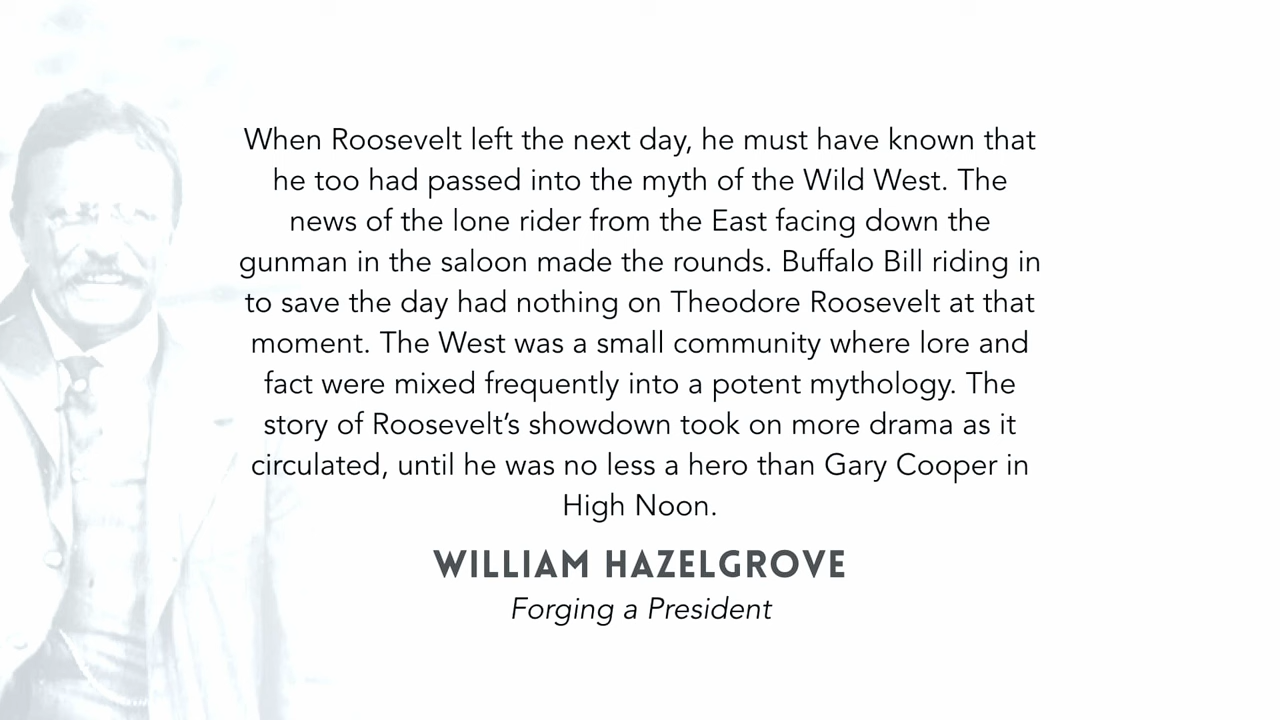 When Roosevelt left the next day, he must have known that
he too had passed into the myth of the Wild West. The
news of the lone rider from the East facing down the
gunman in the saloon made the rounds. Buffalo Bill riding in
to save the day had nothing on Theodore Roosevelt at that
moment. The West was a small community where lore and
fact were mixed frequently into a potent mythology. The
story of Roosevelt’s showdown took on more drama as it
circulated, until he was no less a hero than Gary Cooper in
High Noon.
WILLIAM HAZELGROVE
Forging a President